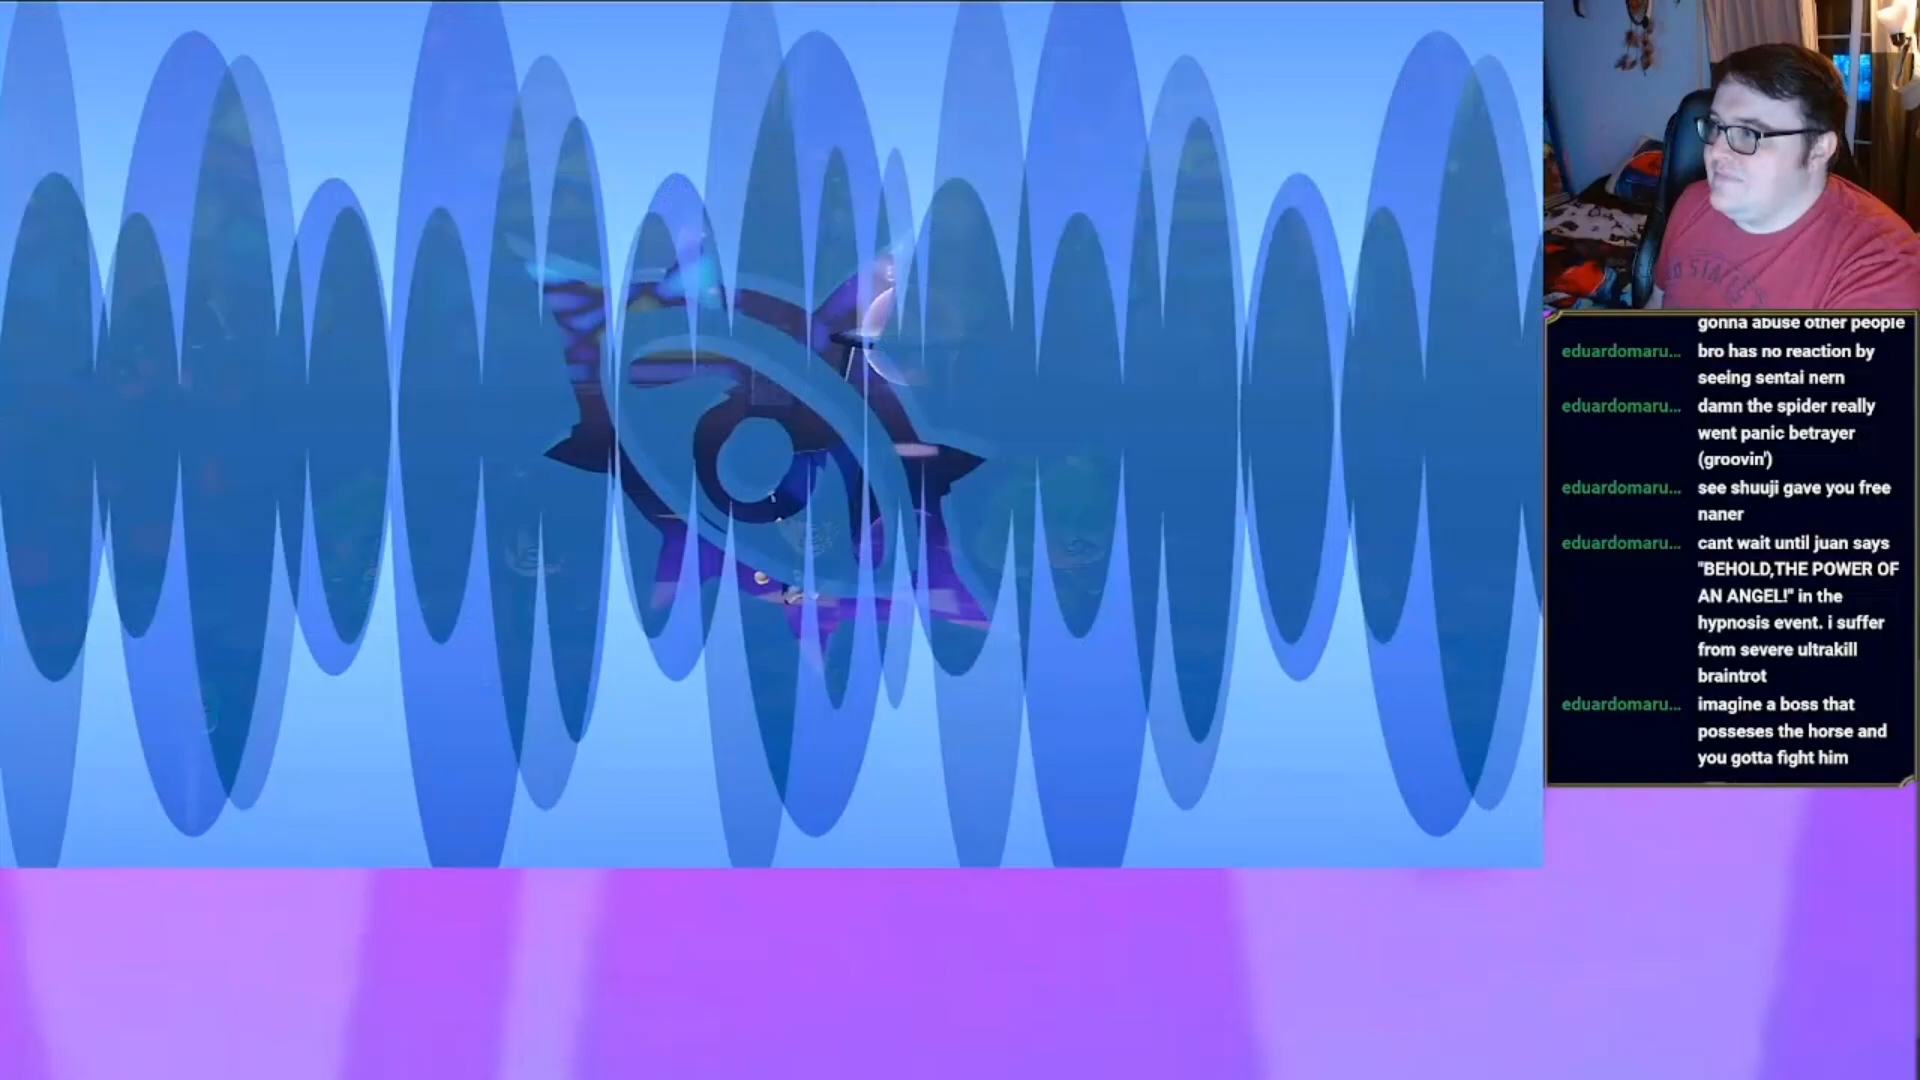 gonna abuse other people
eduardomaru... bro has no reaction by
seeing sentai nern
eduardomaru... damn the spider really
went panic betrayer
(groovin')
eduardomaru... see shuuji gave you free
naner
eduardomaru... cant wait until juan says
"BEHOLD,THE POWER OF
AN ANGEL!" in the
hypnosis event. i suffer
from severe ultrakill
braintrot
eduardomaru... imagine a boss that
posseses the horse and
you gotta fight him